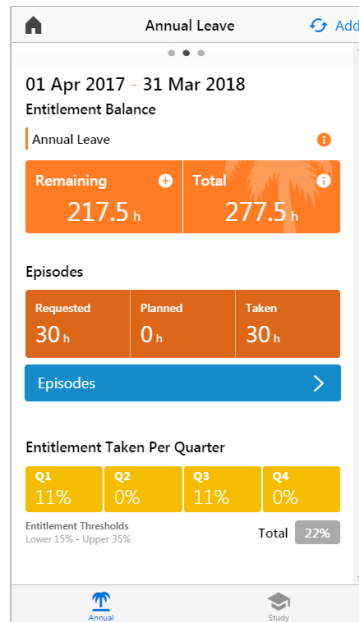 Annual Leave Add
01 Apr 2017 - 31 Mar 2018
Entitlement Balance
Annual Leave
Remaining Total
217.5 h 277.5 h
Episodes
Requested Planned Taken
30 h 0 h 30 h
Episodes
Entitlement Taken Per Quarter
Q1 Q2 Q3 Q4
11% 0% 11% 0%
Entitlement Thresholds
Lower 15% - Upper 35%
Total 22%
Annual Study